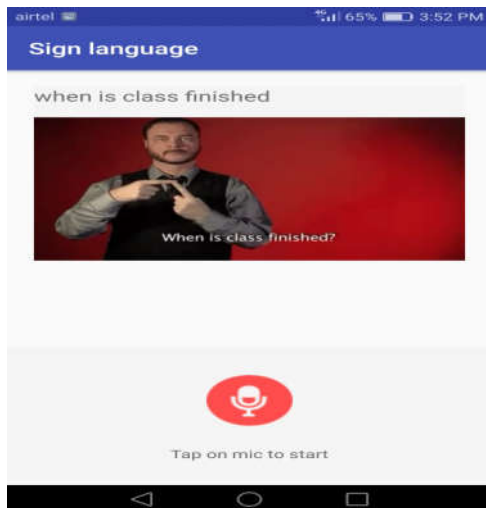 airtel 4G 65% 3:52 PM
Sign language
when is class finished
When is class finished?
Tap on mic to start